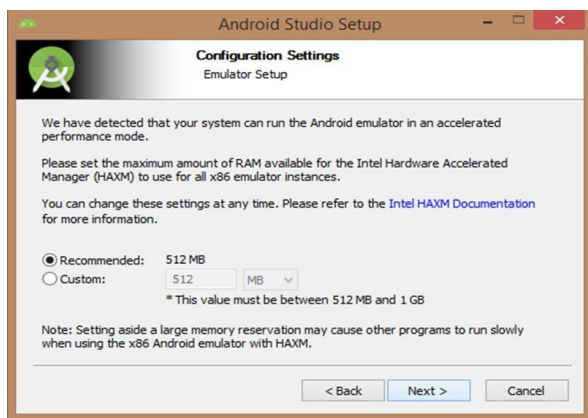 Android Studio Setup
Configuration Settings
Emulator Setup
We have detected that your system can run the Android emulator in an accelerated
performance mode.
Please set the maximum amount of RAM available for the Intel Hardware Accelerated
Manager (HAXM) to use for all x86 emulator instances.
You can change these settings at any time. Please refer to the Intel HAXM Documentation
for more information.
Recommended: 512 MB
Custom: 512 MB
* This value must be between 512 MB and 1 GB
Note: Setting aside a large memory reservation may cause other programs to run slowly
when using the x86 Android emulator with HAXM.
< Back Next > Cancel